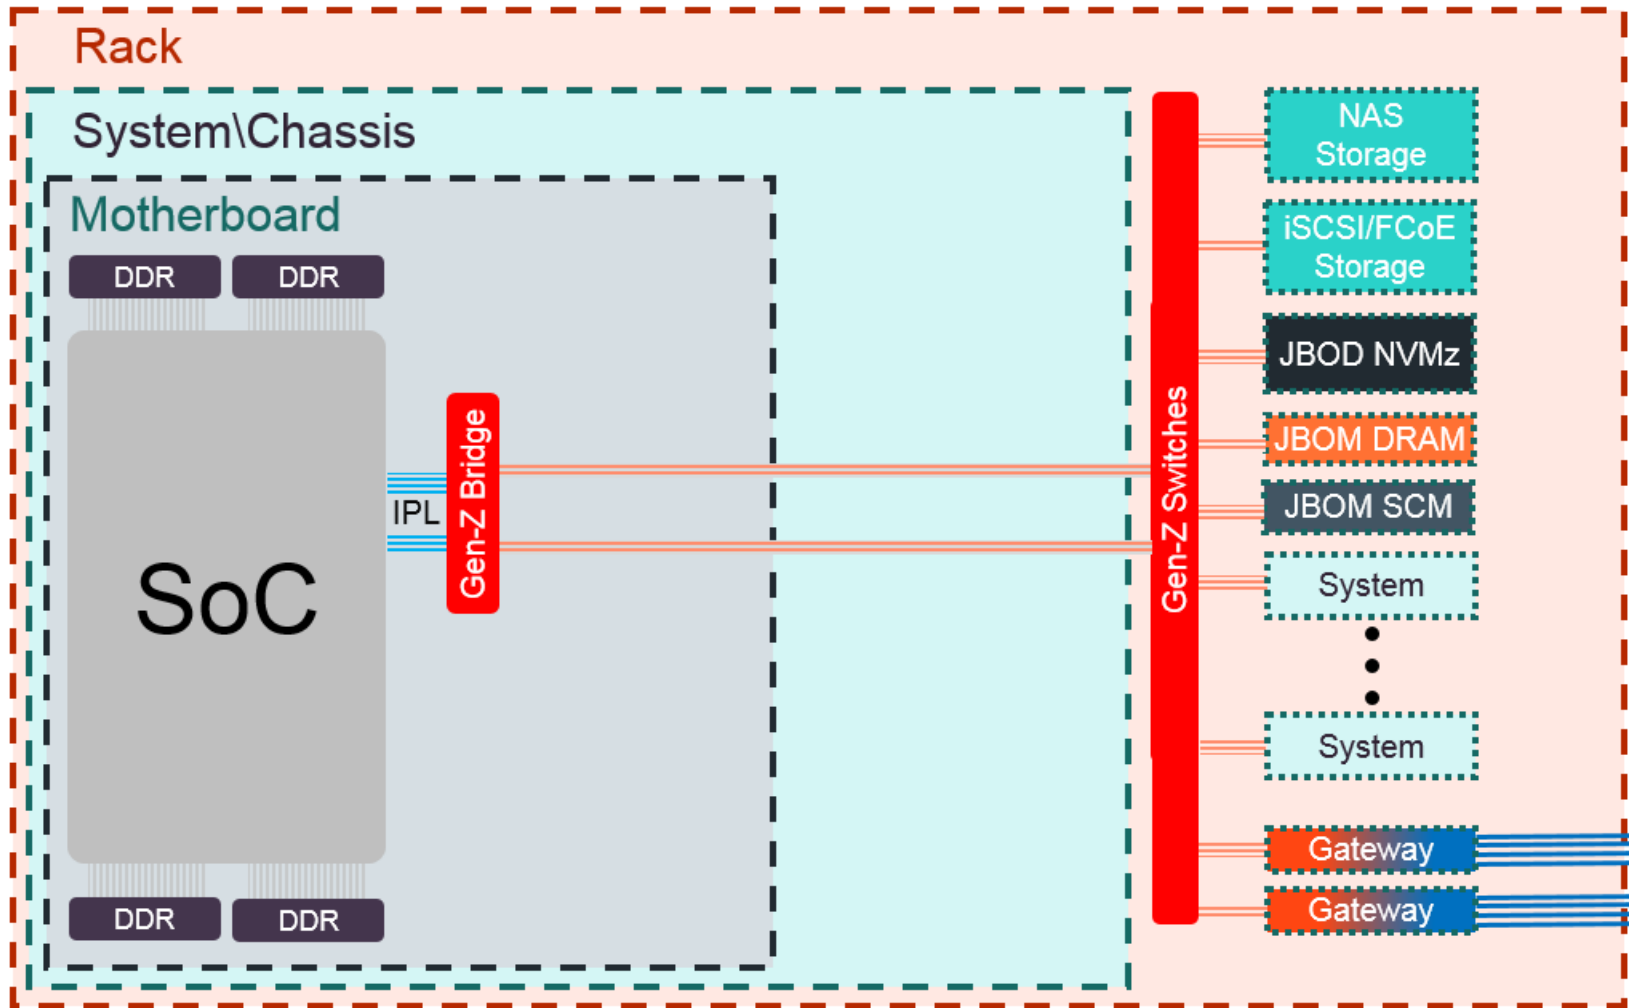 Rack
System\Chassis
Motherboard
DDR
DDR
SoC
IPL
Gen-Z Bridge
DDR
DDR
Gen-Z Switches
NAS
Storage
iSCSI/FCoE
Storage
JBOD NVMz
JBOM DRAM
JBOM SCM
System
System
Gateway
Gateway